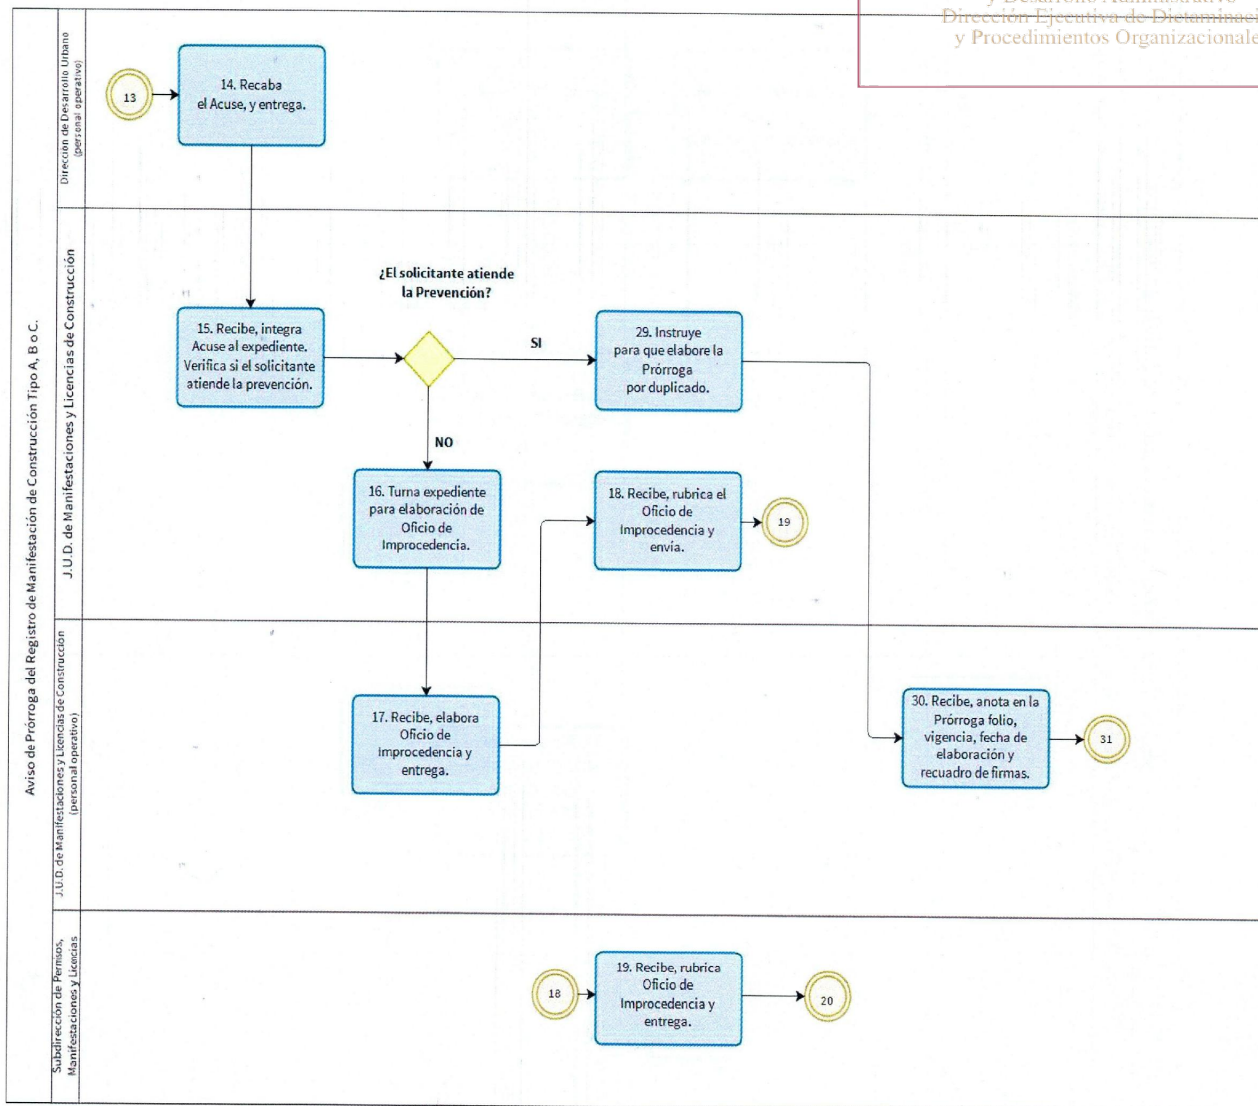 y Desarrollo Administrativo
Dirección Ejecutiva de Dictaminaci
y Procedimientos Organizacionale
Aviso de Prórroga del Registro de Manifestación de Construcción Tipo A, B o C.
Dirección de Desarrollo Urbano
(personal operativo)
13
14. Recaba
el Acuse, y entrega.
J.U.D. de Manifestaciones y Licencias de Construcción
¿El solicitante atiende
la Prevención?
15. Recibe, integra
Acuse al expediente.
Verifica si el solicitante
atiende la prevención.
SI
29. Instruye
para que elabore la
Prórroga
por duplicado.
NO
16. Turna expediente
para elaboración de
Oficio de
Improcedencia.
18. Recibe, rubrica el
Oficio de
Improcedencia y
envía.
19
J.U.D. de Manifestaciones y Licencias de Construcción
(personal operativo)
17. Recibe, elabora
Oficio de
Improcedencia y
entrega.
30. Recibe, anota en la
Prórroga folio,
vigencia, fecha de
elaboración y
recuadro de firmas.
31
Subdirección de Permisos,
Manifestaciones y Licencias
18
19. Recibe, rubrica
Oficio de
Improcedencia y
entrega.
20